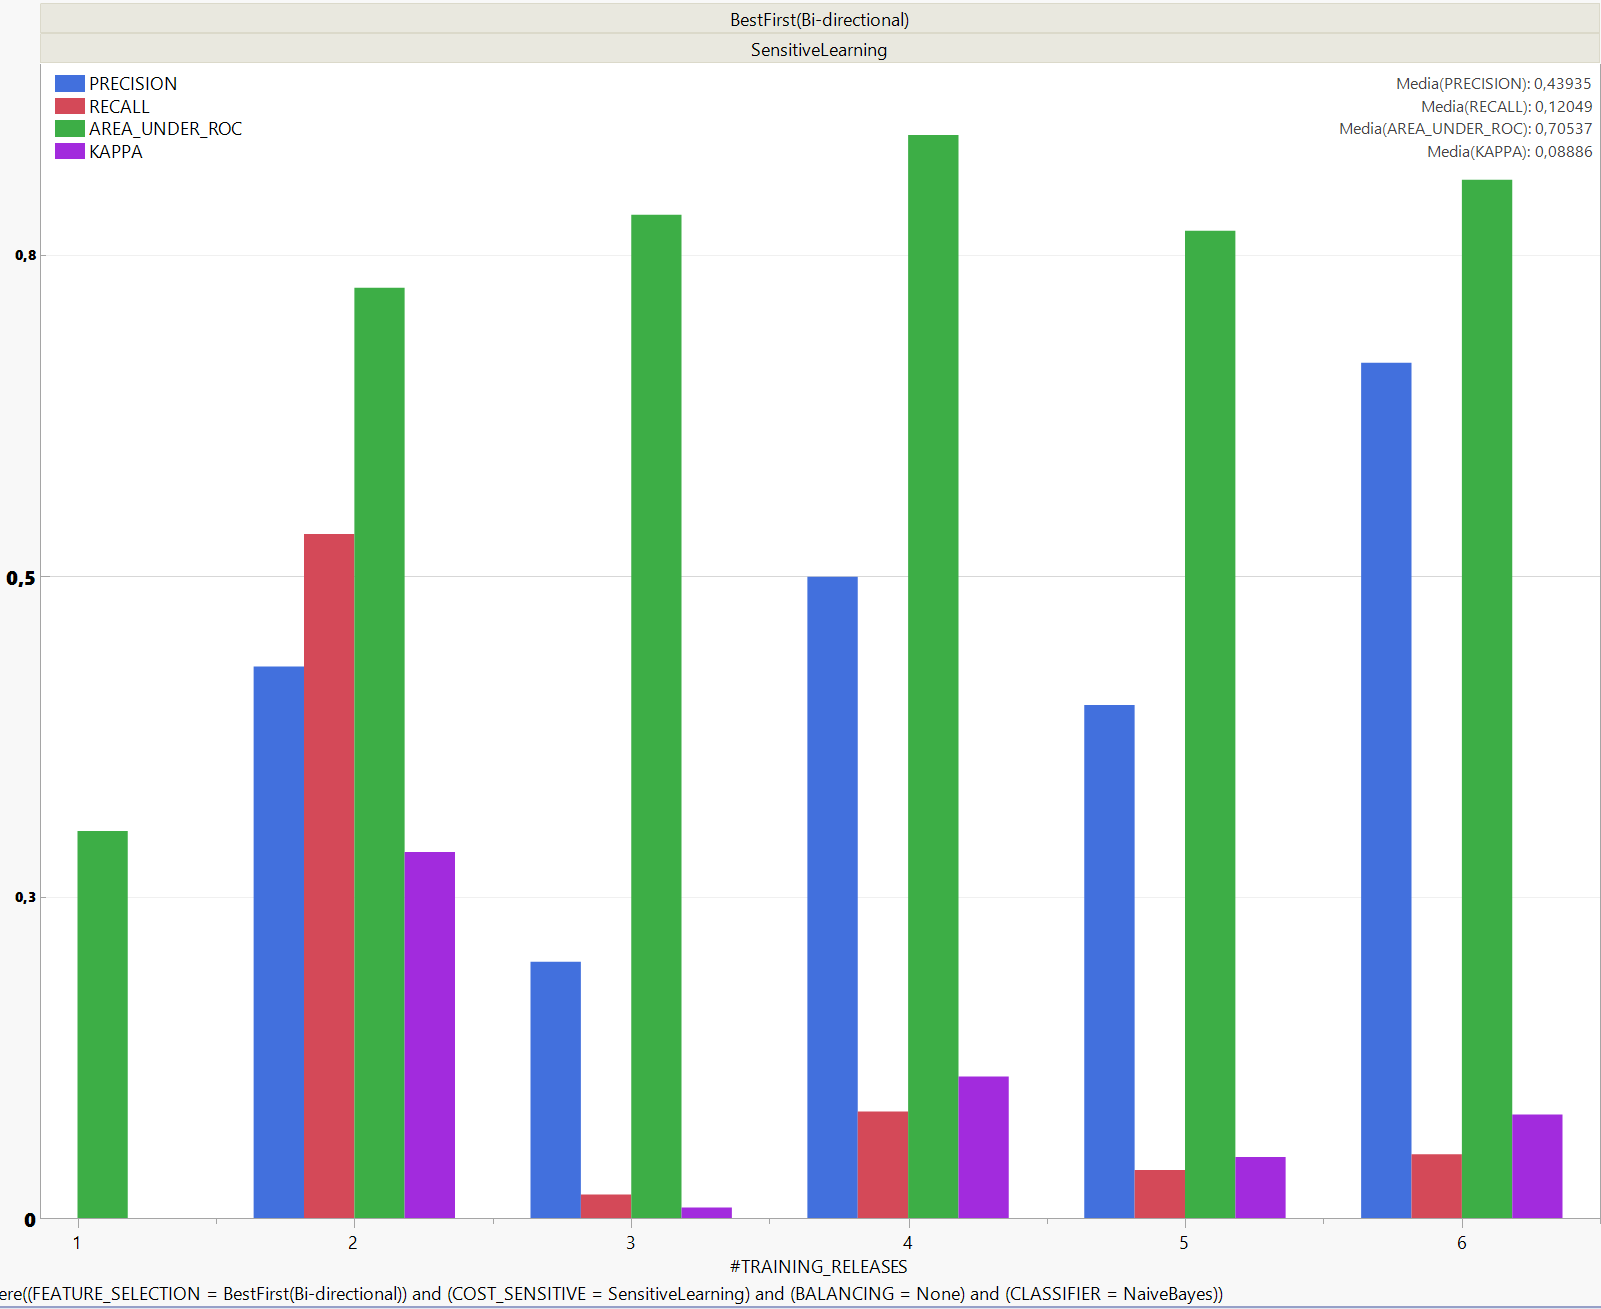 BestFirst(Bi-directional)
SensitiveLearning
PRECISION
RECALL
AREA_UNDER_ROC
KAPPA
Media(PRECISION): 0,43935
Media(RECALL): 0,12049
Media(AREA_UNDER_ROC): 0,70537
Media(KAPPA): 0,08886
0,8
0,5
0,3
0
1 2 3 4 5 6
#TRAINING_RELEASES
ere((FEATURE_SELECTION = BestFirst(Bi-directional)) and (COST_SENSITIVE = SensitiveLearning) and (BALANCING = None) and (CLASSIFIER = NaiveBayes))